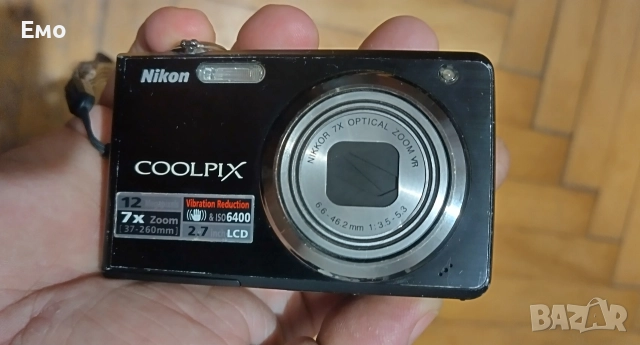 Emo
Nikon
COOLPIX
12
7x Zoom
[37-260mm]
Vibration Reduction
& ISO6400
2.7 LCD
NIKKOR 7X OPTICAL ZOOM VR
6.6-46.2mm 1:3.5-5.3
BAZAR